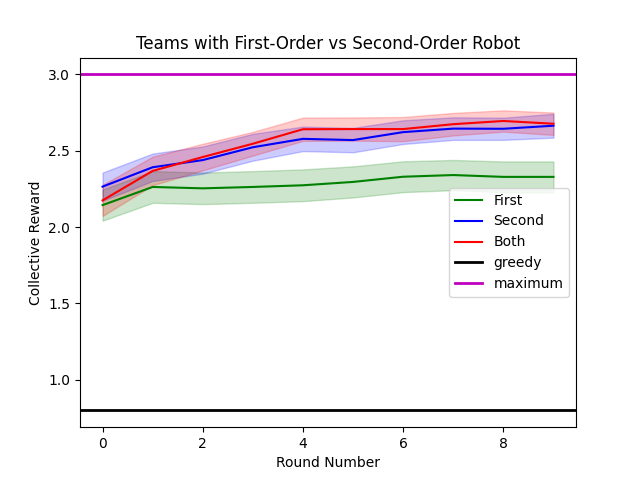 Teams with First-Order vs Second-Order Robot
3.0
2.5
2.0
1.5
1.0
Collective Reward
First
Second
Both
greedy
maximum
0 2 4 6 8
Round Number